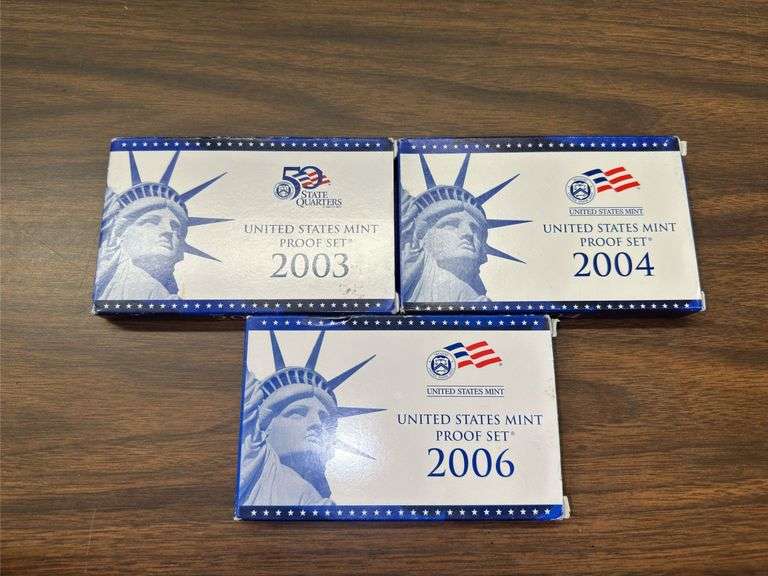 50
STATE
QUARTERS
UNITED STATES MINT
PROOF SET®
2003
UNITED STATES MINT
UNITED STATES MINT
PROOF SET®
2004
UNITED STATES MINT
UNITED STATES MINT
PROOF SET®
2006